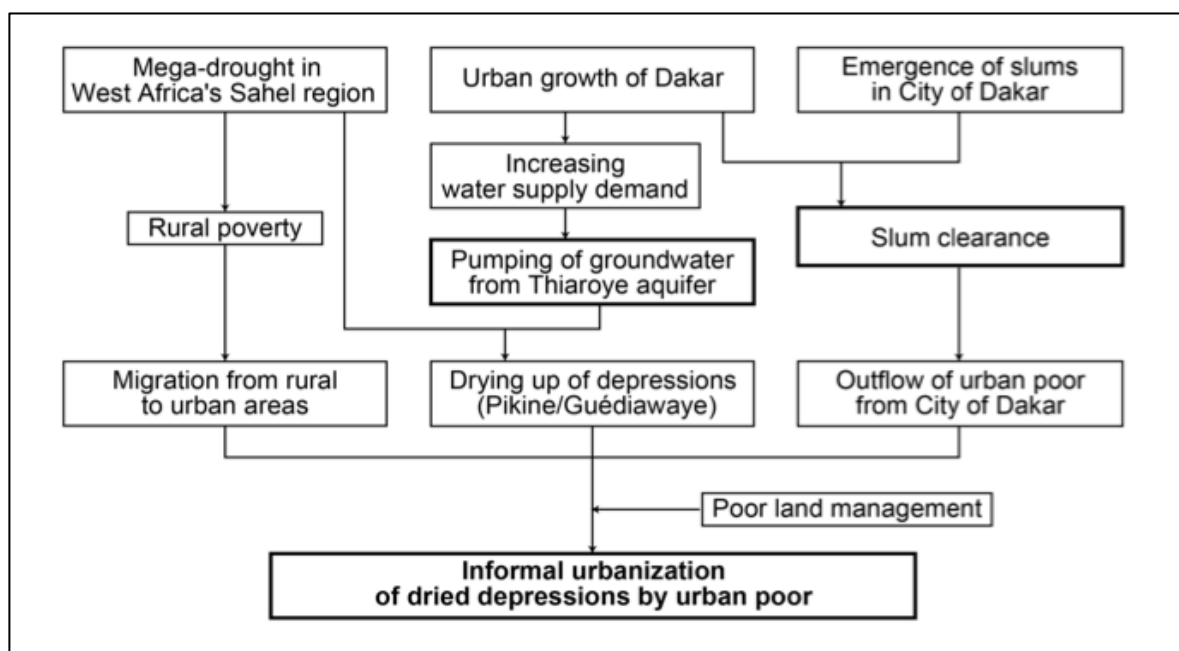 Mega-drought in
West Africa's Sahel region
Urban growth of Dakar
Emergence of slums
in City of Dakar
Increasing
water supply demand
Rural poverty
Slum clearance
Pumping of groundwater
from Thiaroye aquifer
Migration from rural
to urban areas
Drying up of depressions
(Pikine/Guédiawaye)
Outflow of urban poor
from City of Dakar
Poor land management
Informal urbanization
of dried depressions by urban poor